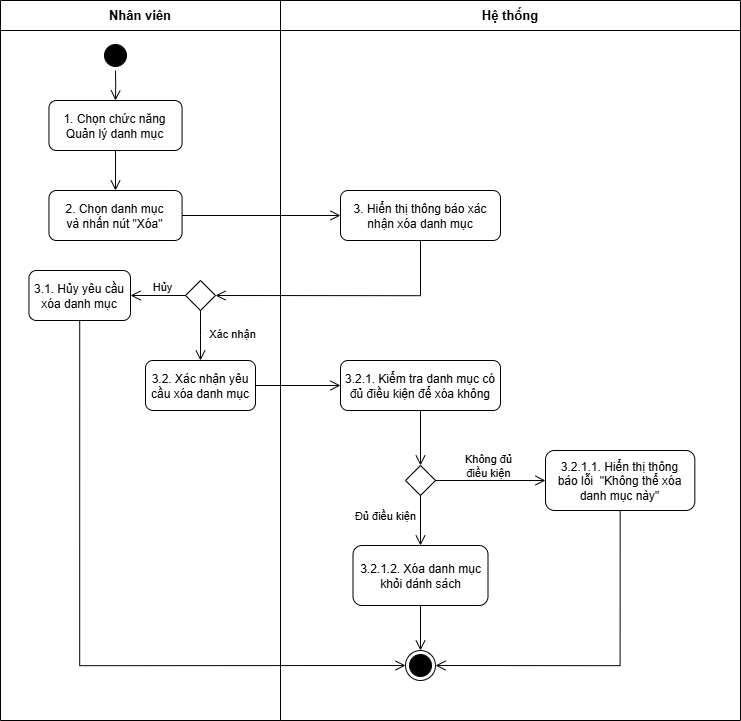 Nhân viên
Hệ thống
1. Chọn chức năng
Quản lý danh mục
2. Chọn danh mục
và nhấn nút "Xóa"
3. Hiển thị thông báo xác
nhận xóa danh mục
3.1. Hủy yêu cầu
xóa danh mục
Hủy
Xác nhận
3.2. Xác nhận yêu
cầu xóa danh mục
3.2.1. Kiểm tra danh mục có
đủ điều kiện để xóa không
Không đủ
điều kiện
3.2.1.1. Hiển thị thông
báo lỗi "Không thể xóa
danh mục này"
Đủ điều kiện
3.2.1.2. Xóa danh mục
khỏi dánh sách